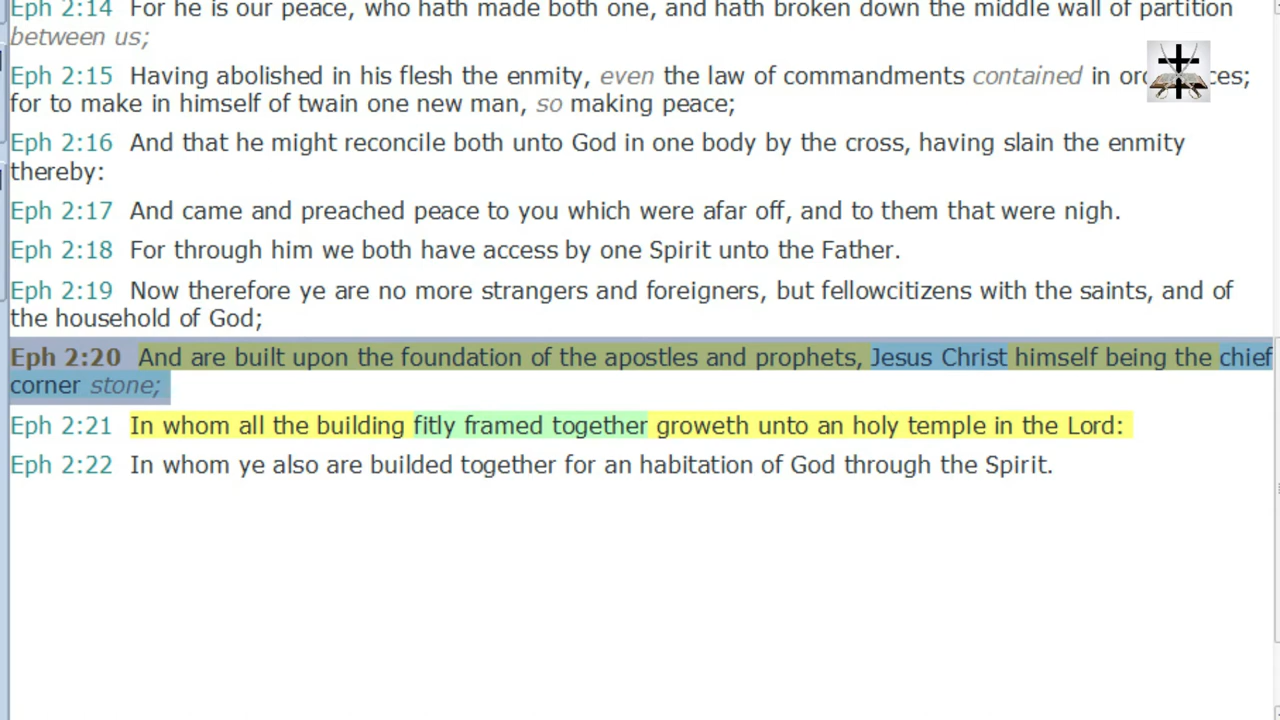 Eph 2:14 For he is our peace, who hath made both one, and hath broken down the middle wall of partition
between us;
Eph 2:15 Having abolished in his flesh the enmity, even the law of commandments contained in
for to make in himself of twain one new man, so making peace;
Eph 2:16 And that he might reconcile both unto God in one body by the cross, having slain the enmity
thereby:
Eph 2:17 And came and preached peace to you which were afar off, and to them that were nigh.
Eph 2:18 For through him we both have access by one Spirit unto the Father.
Eph 2:19 Now therefore ye are no more strangers and foreigners, but fellowcitizens with the saints, and of
the household of God;
Eph 2:20 And are built upon the foundation of the apostles and prophets, Jesus Christ himself being the chief
corner stone;
Eph 2:21 In whom all the building fitly framed together groweth unto an holy temple in the Lord:
Eph 2:22 In whom ye also are builded together for an habitation of God through the Spirit.